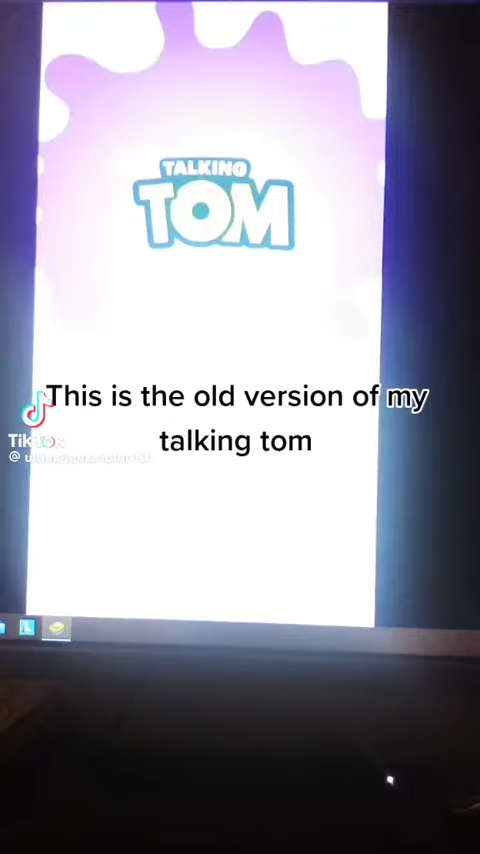 TALKING
TOM
This is the old version of my
talking tom
TikTok